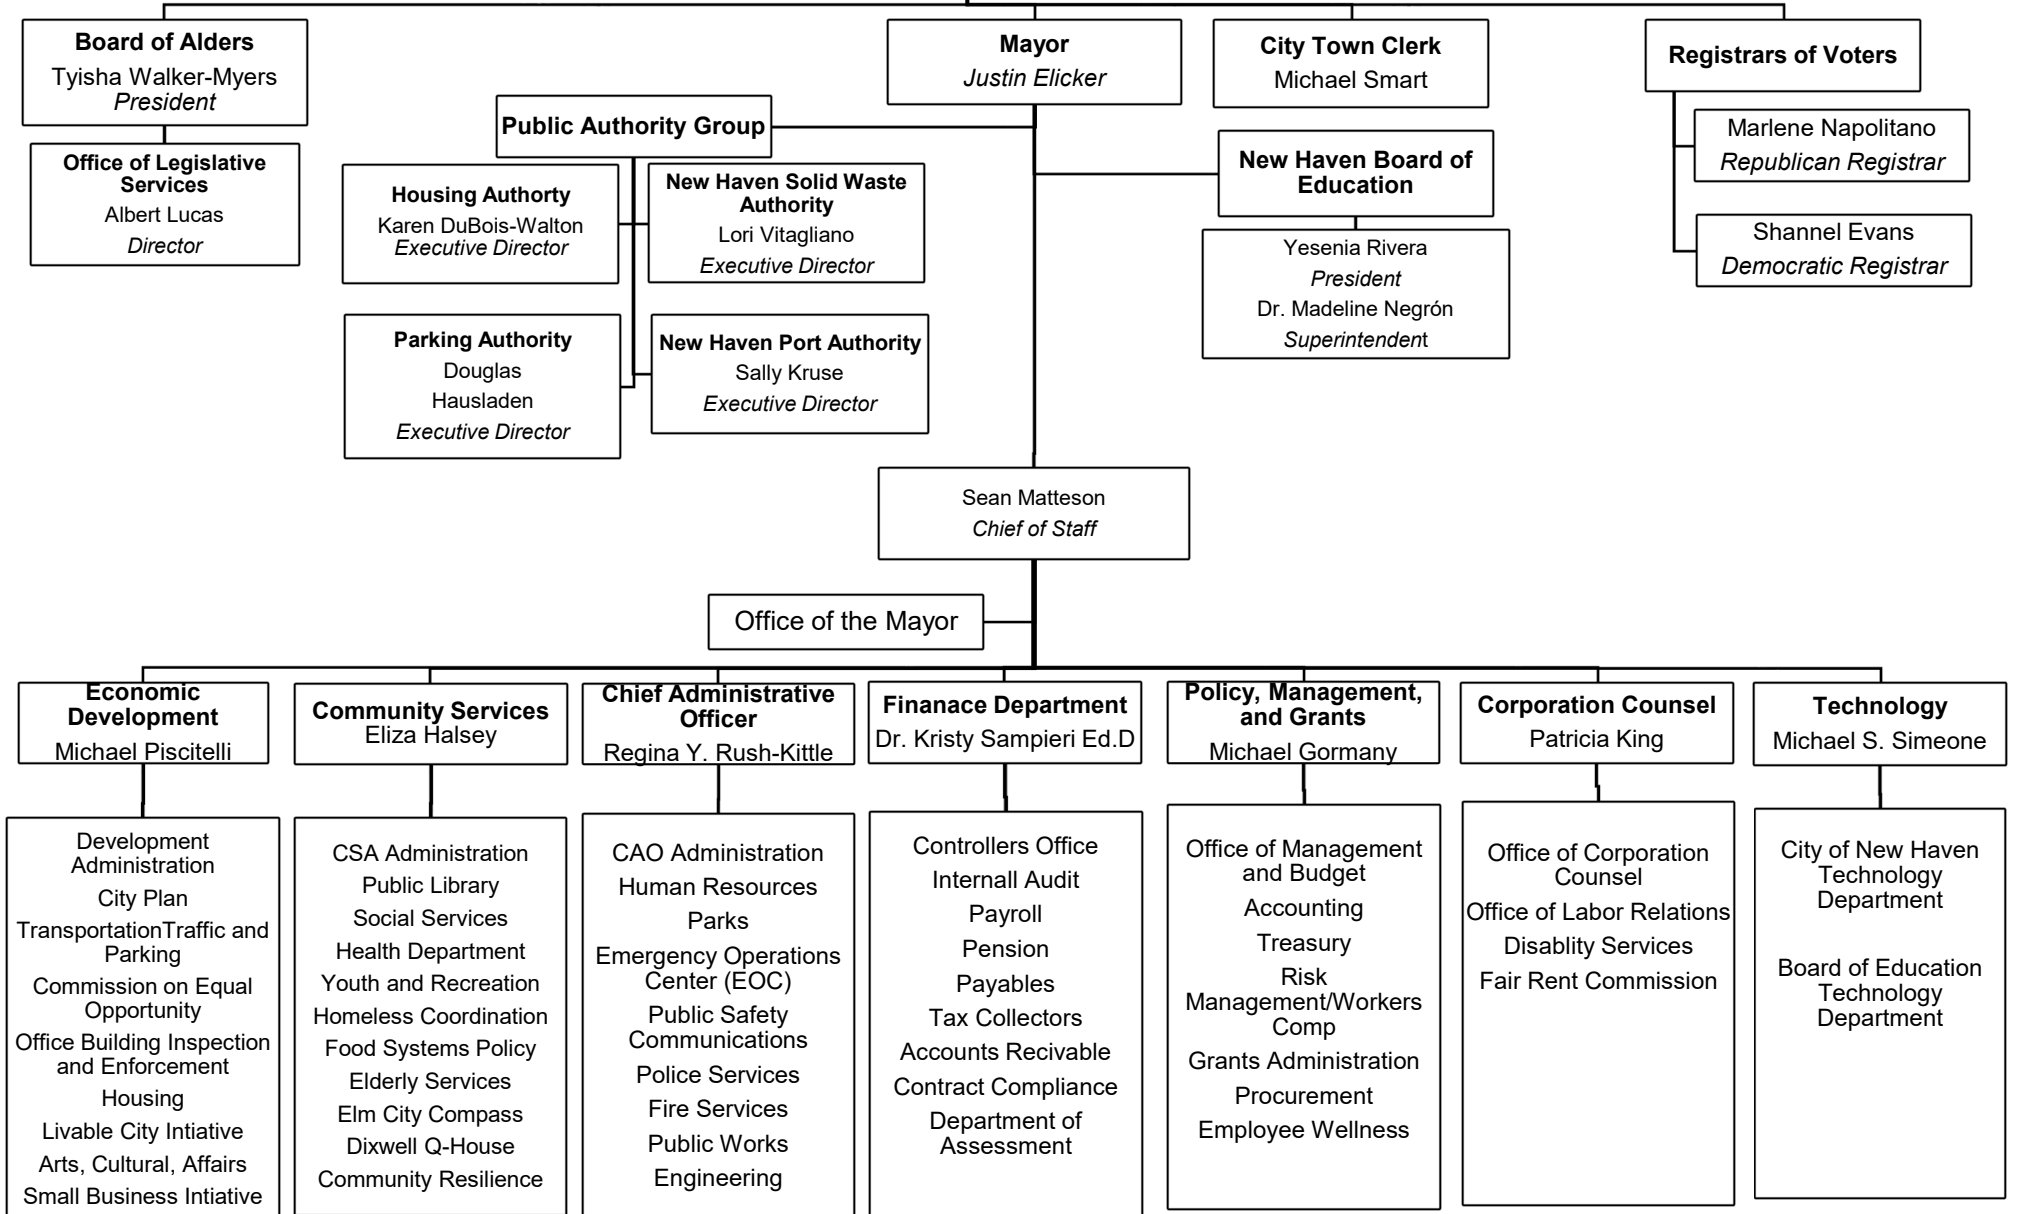 Board of Alders
Tyisha Walker-Myers
President
Office of Legislative
Services
Albert Lucas
Director
Mayor
Justin Elicker
City Town Clerk
Michael Smart
Registrars of Voters
Marlene Napolitano
Republican Registrar
Shannel Evans
Democratic Registrar
Public Authority Group
Housing Authorty
Karen DuBois-Walton
Executive Director
New Haven Solid Waste
Authority
Lori Vitagliano
Executive Director
Parking Authority
Douglas
Hausladen
Executive Director
New Haven Port Authority
Sally Kruse
Executive Director
New Haven Board of
Education
Yesenia Rivera
President
Dr. Madeline Negrón
Superintendent
Sean Matteson
Chief of Staff
Office of the Mayor
Economic
Development
Michael Piscitelli
Development
Administration
City Plan
TransportationTraffic and
Parking
Commission on Equal
Opportunity
Office Building Inspection
and Enforcement
Housing
Livable City Intiative
Arts, Cultural, Affairs
Small Business Intiative
Community Services
Eliza Halsey
CSA Administration
Public Library
Social Services
Health Department
Youth and Recreation
Homeless Coordination
Food Systems Policy
Elderly Services
Elm City Compass
Dixwell Q-House
Community Resilience
Chief Administrative
Officer
Regina Y. Rush-Kittle
CAO Administration
Human Resources
Parks
Emergency Operations
Center (EOC)
Public Safety
Communications
Police Services
Fire Services
Public Works
Engineering
Finanace Department
Dr. Kristy Sampieri Ed.D
Controllers Office
Internall Audit
Payroll
Pension
Payables
Tax Collectors
Accounts Recivable
Contract Compliance
Department of
Assessment
Policy, Management,
and Grants
Michael Gormany
Office of Management
and Budget
Accounting
Treasury
Risk
Management/Workers
Comp
Grants Administration
Procurement
Employee Wellness
Corporation Counsel
Patricia King
Office of Corporation
Counsel
Office of Labor Relations
Disablity Services
Fair Rent Commission
Technology
Michael S. Simeone
City of New Haven
Technology
Department
Board of Education
Technology
Department